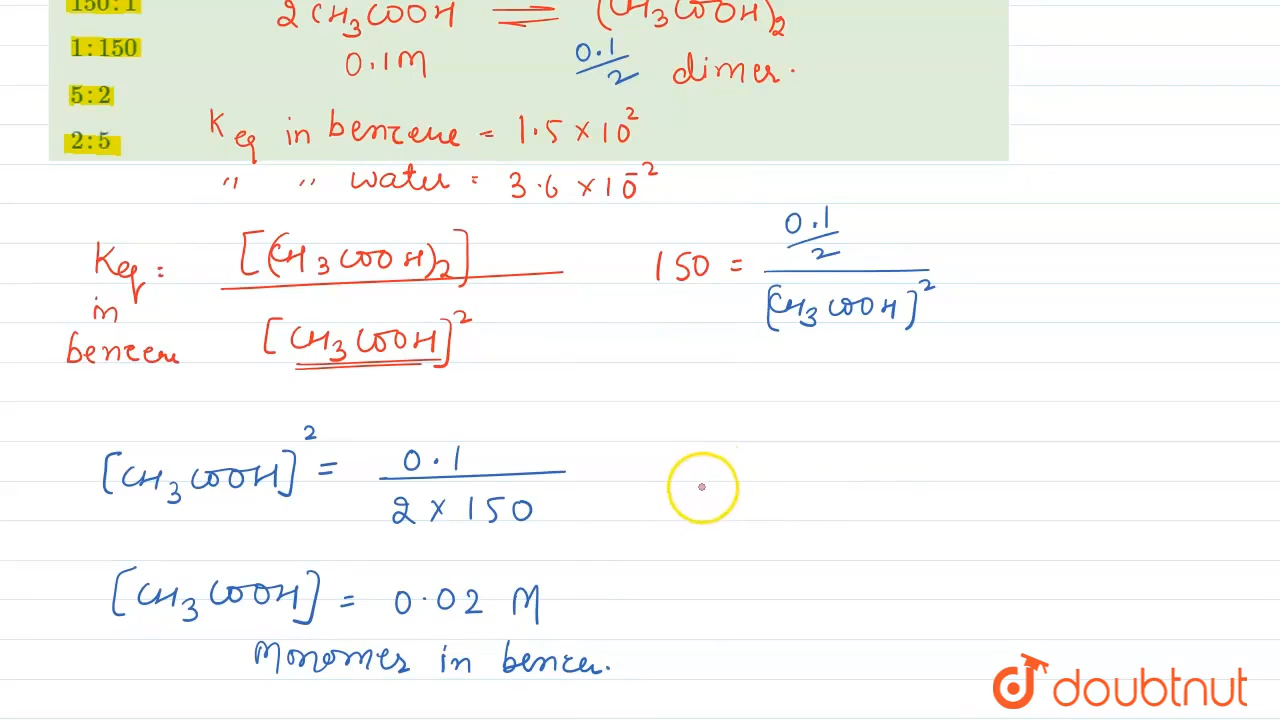 150 : 1
2CH3COOH ⇌ (CH3COOH)2
1 : 150
0.1M 0.1/2 dimer.
5 : 2
Keq in benzene = 1.5 × 10^2
2 : 5
" " water = 3.6 × 10^-2
Keq in benzene = [(CH3COOH)2] / [CH3COOH]^2
150 = (0.1/2) / [CH3COOH]^2
[CH3COOH]^2 = 0.1 / (2 × 150)
[CH3COOH] = 0.02 M
Monomer in benzen.
doubtnut